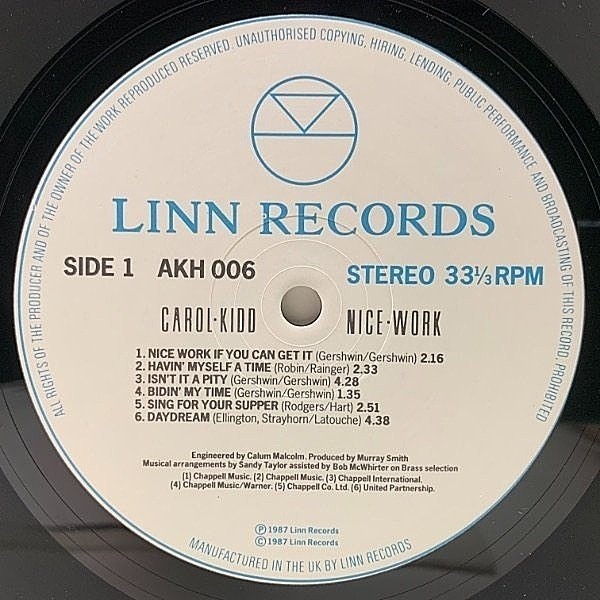 ALL RIGHTS OF THE PRODUCER AND OF THE OWNER OF THE WORK REPRODUCED RESERVED. UNAUTHORISED COPYING, HIRING, LENDING, PUBLIC PERFORMANCE AND BROADCASTING OF THIS RECORD, PROHIBITED
LINN RECORDS
SIDE 1 AKH 006 STEREO 33⅓ RPM
CAROL·KIDD NICE·WORK
1. NICE WORK IF YOU CAN GET IT (Gershwin/Gershwin) 2.16
2. HAVIN' MYSELF A TIME (Robin/Rainger) 2.33
3. ISN'T IT A PITY (Gershwin/Gershwin) 4.28
4. BIDIN' MY TIME (Gershwin/Gershwin) 1.35
5. SING FOR YOUR SUPPER (Rodgers/Hart) 2.51
6. DAYDREAM (Ellington, Strayhorn/Latouche) 4.38
Engineered by Calum Malcolm. Produced by Murray Smith
Musical arrangements by Sandy Taylor assisted by Bob McWhirter on Brass selection
(1) Chappell Music. (2) Chappell Music. (3) Chappell International.
(4) Chappell Music/Warner. (5) Chappell Co. Ltd. (6) United Partnership.
Ⓟ 1987 Linn Records
© 1987 Linn Records
MANUFACTURED IN THE UK BY LINN RECORDS